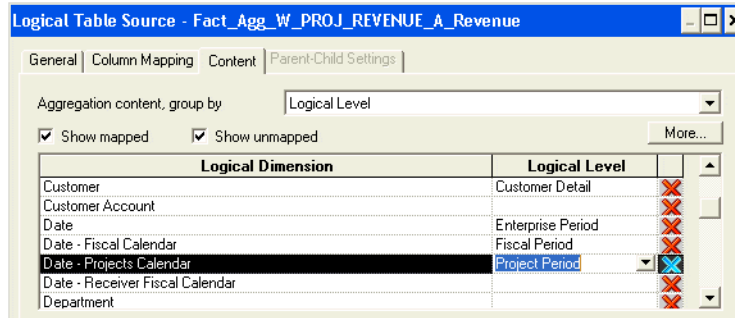 Logical Table Source - Fact_Agg_W_PROJ_REVENUE_A_Revenue
General Column Mapping Content Parent-Child Settings
Aggregation content, group by Logical Level
Show mapped Show unmapped More...
Logical Dimension Logical Level
Customer Customer Detail
Customer Account
Date Enterprise Period
Date - Fiscal Calendar Fiscal Period
Date - Projects Calendar Project Period
Date - Receiver Fiscal Calendar
Department